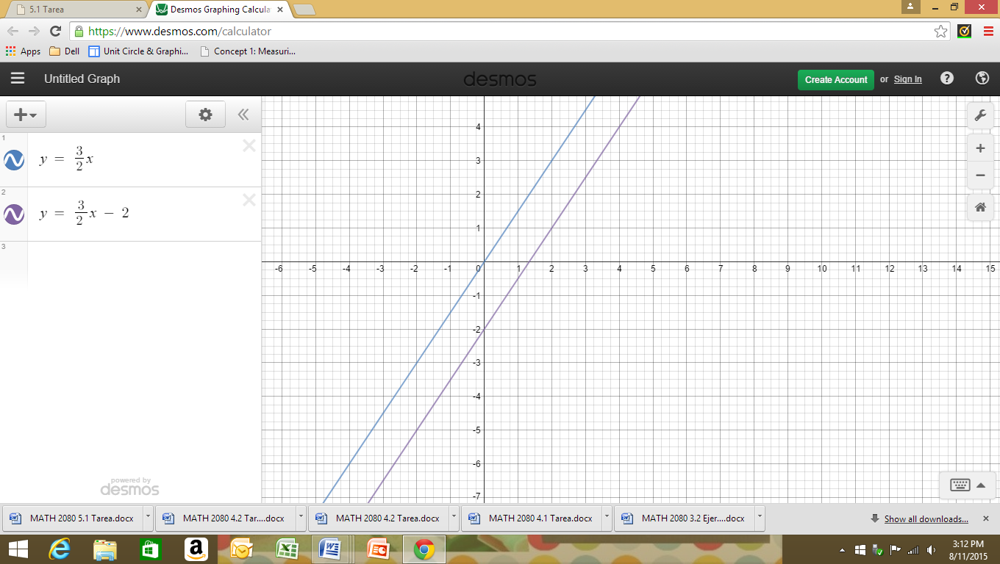 5.1 Tarea
Desmos Graphing Calcula
https://www.desmos.com/calculator
Apps Dell Unit Circle & Graphi... Concept 1: Measuri...
Untitled Graph desmos Create Account or Sign In ?
1
y = 3/2 x
2
y = 3/2 x − 2
3
4
3
2
1
-6 -5 -4 -3 -2 -1 0 1 2 3 4 5 6 7 8 9 10 11 12 13 14 15
-1
-2
-3
-4
-5
-6
-7
powered by
desmos
MATH 2080 5.1 Tarea.docx MATH 2080 4.2 Tar....docx MATH 2080 4.2 Tarea.docx MATH 2080 4.1 Tarea.docx MATH 2080 3.2 Ejer....docx Show all downloads...
3:12 PM
8/11/2015